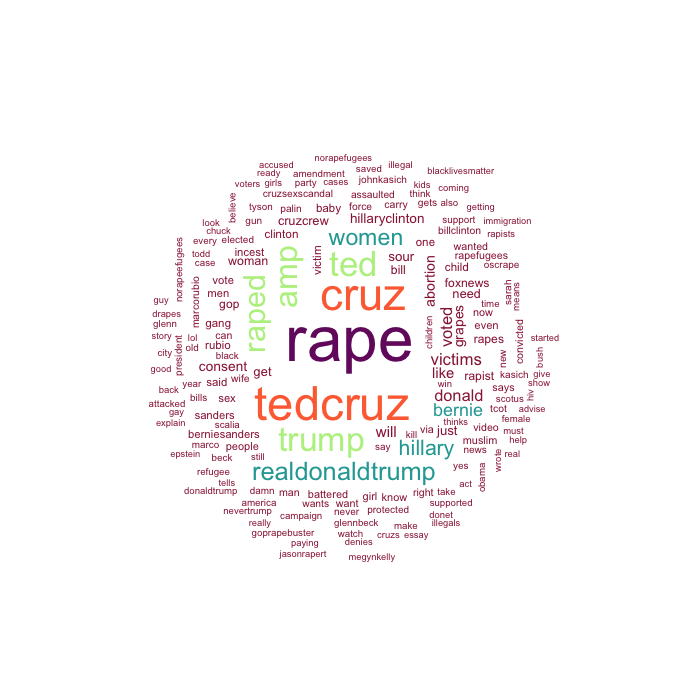 norapefugees
accused saved illegal
ready amendment blacklivesmatter
voters girls party cases johnkasich kids coming
believe cruzsexscandal assaulted think
tyson palin baby force carry gets also getting
look gun cruzcrew hillaryclinton support immigration
chuck clinton women one billclinton rapists
every elected victim sour wanted
norapeefugees todd incest amp ted bill abortion rapefugees
case woman child oscrape
marcorubio vote raped cruz foxnews sarah means
guy men need time
drapes gop voted grapes now
glenn gang rape children even convicted
story lol can rapes started
city old rubio black victims new bush
president consent get like rapist kasich give
good win show
back year said wife tedcruz donald says scotus hiv
attacked bills sex bernie tcot advise
gay sanders scalia trump thinks female
explain berniesanders will via just video must
marco people say kill hillary muslim help
epstein beck still news real
refugee realdonaldtrump yes obama wrote
donaldtrump tells act
damn man battered girl know right take
america wants want supported
nevertrump campaign never protected donet
really glennbeck make illegals
goprapebuster watch cruzs essay
paying denies
jasonrapert megynkelly